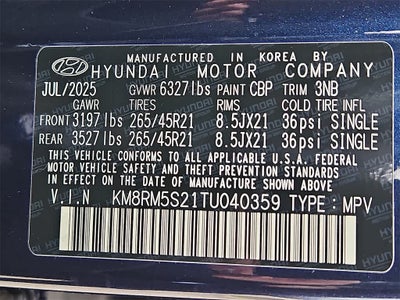 MANUFACTURED IN KOREA BY
HYUNDAI MOTOR COMPANY
JUL/2025 GVWR 6327lbs PAINT CBP TRIM 3NB
GAWR TIRES RIMS COLD TIRE INFL
FRONT 3197lbs 265/45R21 8.5JX21 36psi SINGLE
REAR 3527lbs 265/45R21 8.5JX21 36psi SINGLE
THIS VEHICLE CONFORMS TO ALL APPLICABLE U.S.A. FEDERAL
MOTOR VEHICLE SAFETY, BUMPER, AND THEFT PREVENTION STANDARDS
IN EFFECT ON THE DATE OF MANUFACTURE SHOWN ABOVE.
V.I.N KM8RM5S21TU040359 TYPE : MPV